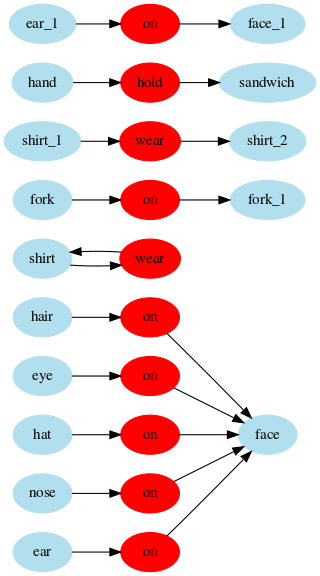 ear_1 on face_1
hand hold sandwich
shirt_1 wear shirt_2
fork on fork_1
shirt wear
hair on
eye on
hat on face
nose on
ear on